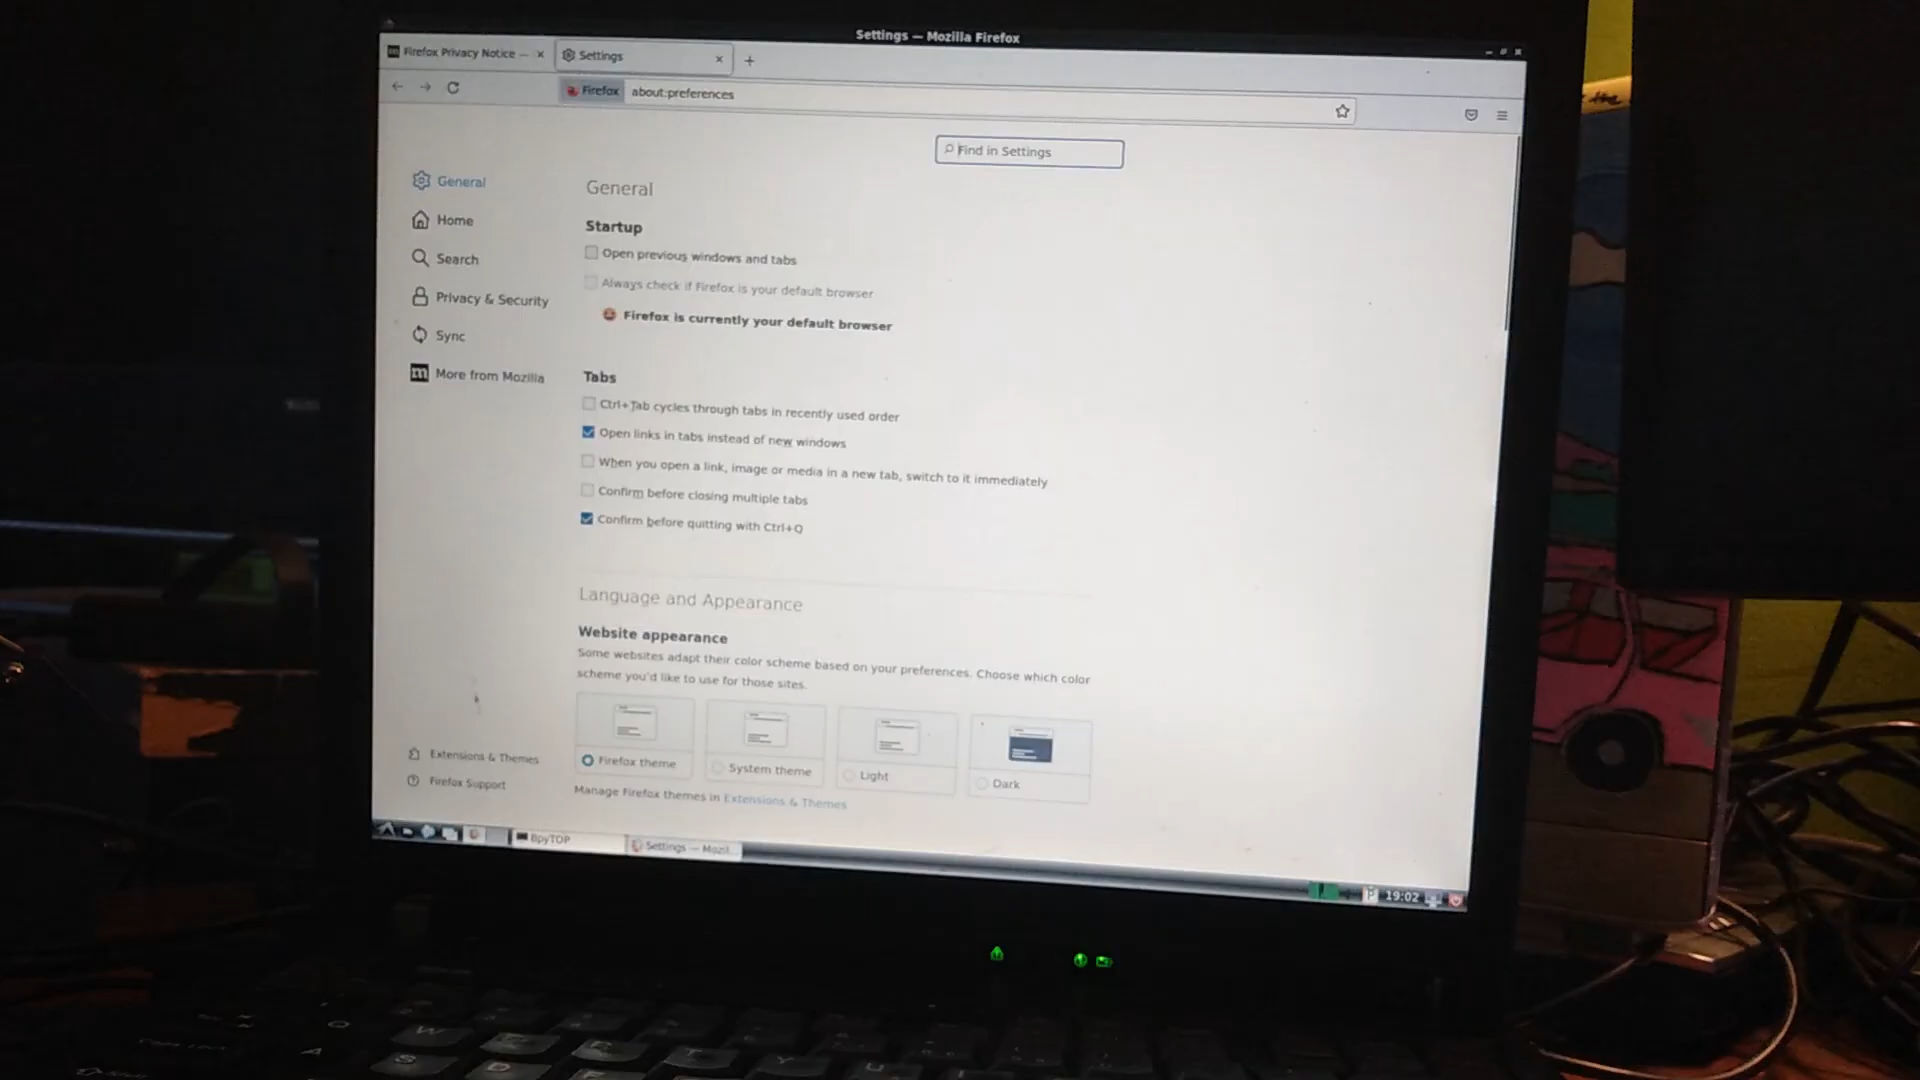 Settings — Mozilla Firefox
Firefox Privacy Notice —
Settings
Firefox
about:preferences
Find in Settings
General
Home
Search
Privacy & Security
Sync
More from Mozilla
Extensions & Themes
Firefox Support
General
Startup
Open previous windows and tabs
Always check if Firefox is your default browser
Firefox is currently your default browser
Tabs
Ctrl+Tab cycles through tabs in recently used order
Open links in tabs instead of new windows
When you open a link, image or media in a new tab, switch to it immediately
Confirm before closing multiple tabs
Confirm before quitting with Ctrl+Q
Language and Appearance
Website appearance
Some websites adapt their color scheme based on your preferences. Choose which color
scheme you'd like to use for those sites.
Firefox theme
System theme
Light
Dark
Manage Firefox themes in Extensions & Themes
BpyTOP
Settings — Mozil...
19:02
W
T
Y
U
S
D
F